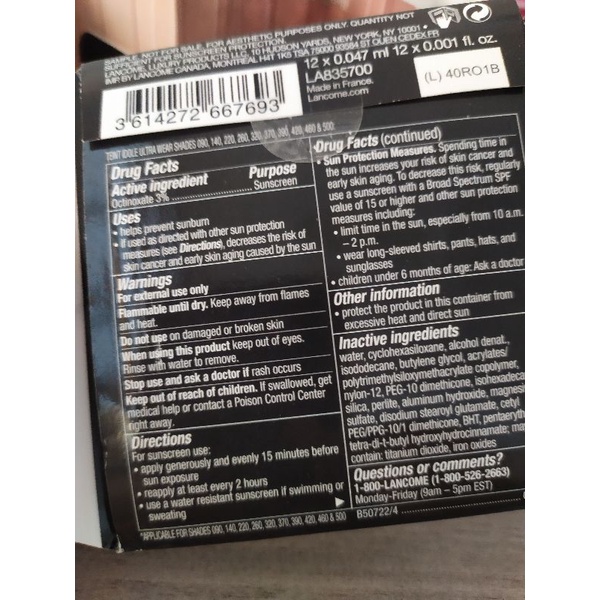 SAMPLE. NOT FOR SALE. FOR AESTHETIC PURPOSES ONLY. QUANTITY NOT
SUFFICIENT FOR SUNSCREEN PROTECTION.
LANCOME, LUXURY PRODUCTS LLC, 10 HUDSON YARDS, NEW YORK, NY, 10001 •
IMP. BY LANCOME CANADA, MONTREAL H4T 1K5 TSA 75000 93584 ST OUEN CEDEX FR
12 x 0.047 ml 12 x 0.001 fl. oz.
LA835700
Made in France.
Lancome.com
(L) 40RO1B
3 614272 667693
TEINT IDOLE ULTRA WEAR SHADES 090, 140, 220, 260, 320, 370, 390, 420, 460 & 500:
Drug Facts
Active ingredient Purpose
Octinoxate 3% Sunscreen
Uses
• helps prevent sunburn
• if used as directed with other sun protection
measures (see Directions), decreases the risk of
skin cancer and early skin aging caused by the sun
Warnings
For external use only
Flammable until dry. Keep away from flames
and heat.
Do not use on damaged or broken skin
When using this product keep out of eyes.
Rinse with water to remove.
Stop use and ask a doctor if rash occurs
Keep out of reach of children. If swallowed, get
medical help or contact a Poison Control Center
right away.
Directions
For sunscreen use:
• apply generously and evenly 15 minutes before
sun exposure
• reapply at least every 2 hours
• use a water resistant sunscreen if swimming or
sweating
*APPLICABLE FOR SHADES 090, 140, 220, 260, 320, 370, 390, 420, 460 & 500
Drug Facts (continued)
• Sun Protection Measures. Spending time in
the sun increases your risk of skin cancer and
early skin aging. To decrease this risk, regularly
use a sunscreen with a Broad Spectrum SPF
value of 15 or higher and other sun protection
measures including:
• limit time in the sun, especially from 10 a.m.
– 2 p.m.
• wear long-sleeved shirts, pants, hats, and
sunglasses
• children under 6 months of age: Ask a doctor
Other information
• protect the product in this container from
excessive heat and direct sun
Inactive ingredients
water, cyclohexasiloxane, alcohol denat.,
isododecane, butylene glycol, acrylates/
polytrimethylsiloxymethacrylate copolymer,
nylon-12, PEG-10 dimethicone, isohexadeca
silica, perlite, aluminum hydroxide, magnesi
sulfate, disodium stearoyl glutamate, cetyl
PEG/PPG-10/1 dimethicone, BHT, pentaeryth
tetra-di-t-butyl hydroxyhydrocinnamate; ma
contain: titanium dioxide, iron oxides
Questions or comments?
1-800-LANCOME (1-800-526-2663)
Monday-Friday (9am – 5pm EST)
B50722/4